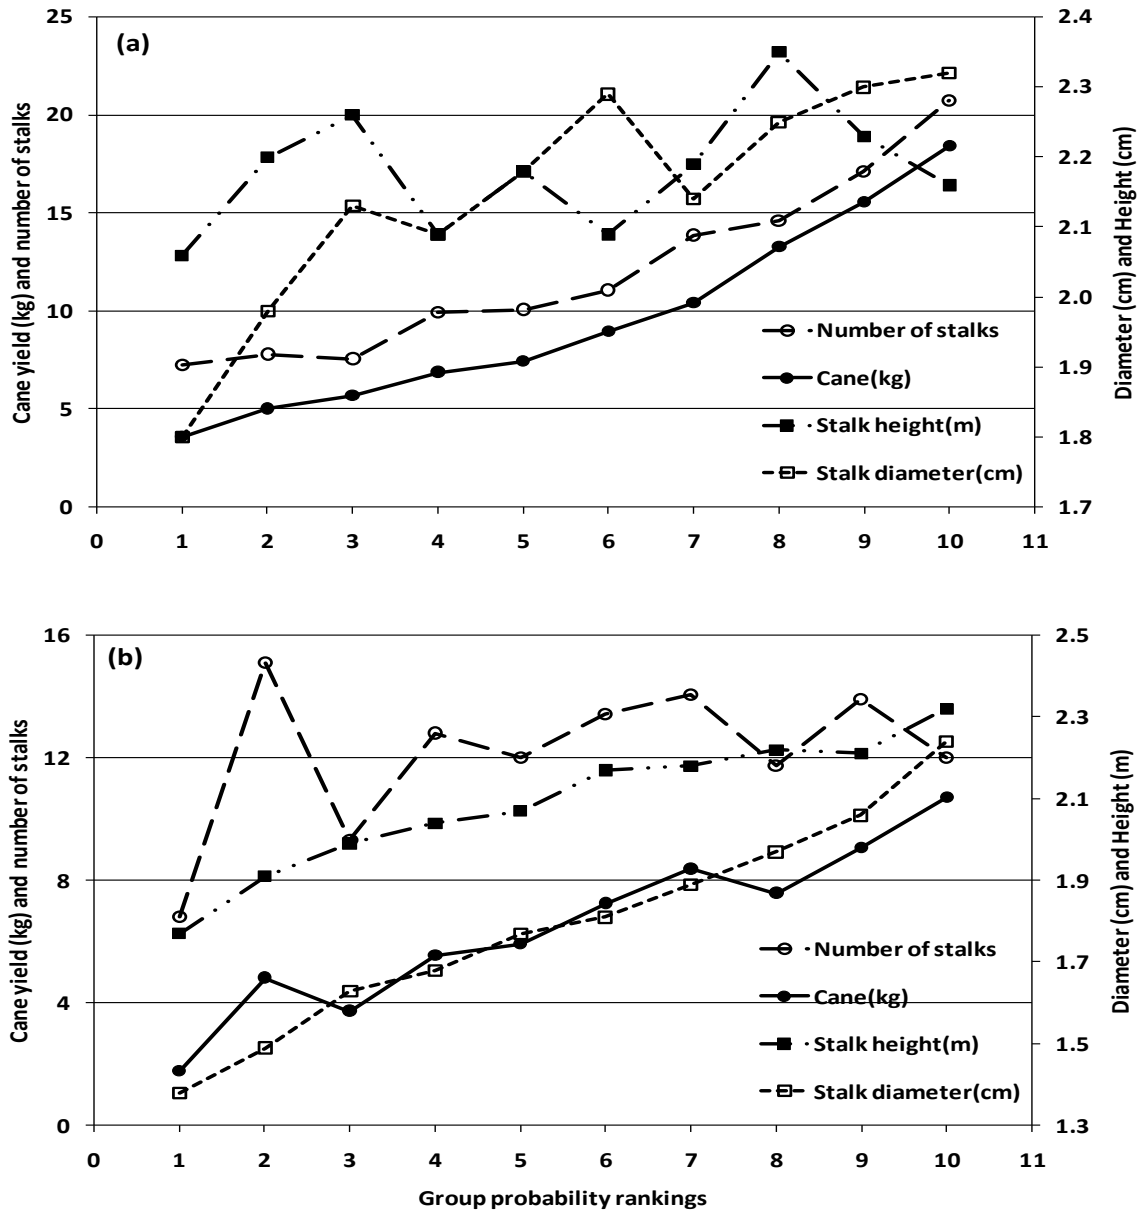 (a)
Cane yield (kg) and number of stalks
25
20
15
10
5
0
2.4
2.3
2.2
2.1
2.0
1.9
1.8
1.7
Diameter (cm) and Height (cm)
Number of stalks
Cane(kg)
Stalk height(m)
Stalk diameter(cm)
0 1 2 3 4 5 6 7 8 9 10 11
(b)
Cane yield (kg) and number of stalks
16
12
8
4
0
2.5
2.3
2.1
1.9
1.7
1.5
1.3
Diameter (cm) and Height (m)
Number of stalks
Cane(kg)
Stalk height(m)
Stalk diameter(cm)
0 1 2 3 4 5 6 7 8 9 10 11
Group probability rankings